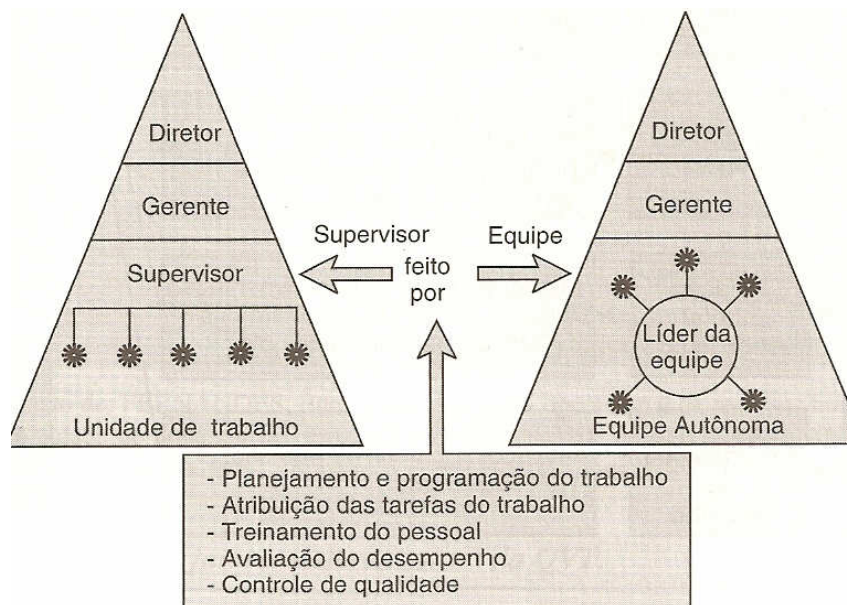 Diretor
Gerente
Supervisor
Unidade de trabalho
Supervisor
Equipe
feito
por
Diretor
Gerente
Líder da
equipe
Equipe Autônoma
- Planejamento e programação do trabalho
- Atribuição das tarefas do trabalho
- Treinamento do pessoal
- Avaliação do desempenho
- Controle de qualidade